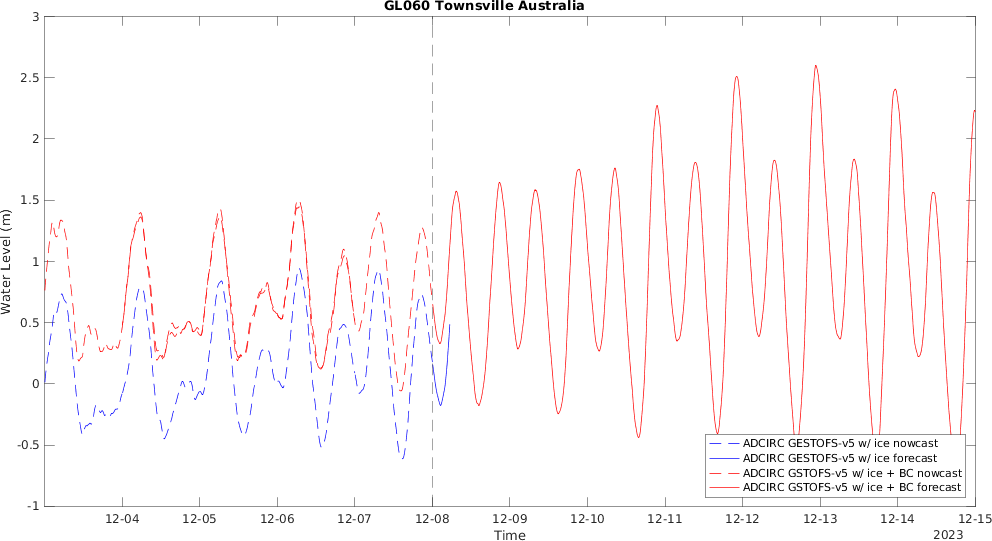 GL060 Townsville Australia
3
2.5
2
1.5
1
0.5
0
-0.5
-1
Water Level (m)
12-04 12-05 12-06 12-07 12-08 12-09 12-10 12-11 12-12 12-13 12-14 12-15
Time
2023
ADCIRC GESTOFS-v5 w/ ice nowcast
ADCIRC GESTOFS-v5 w/ ice forecast
ADCIRC GSTOFS-v5 w/ ice + BC nowcast
ADCIRC GSTOFS-v5 w/ ice + BC forecast